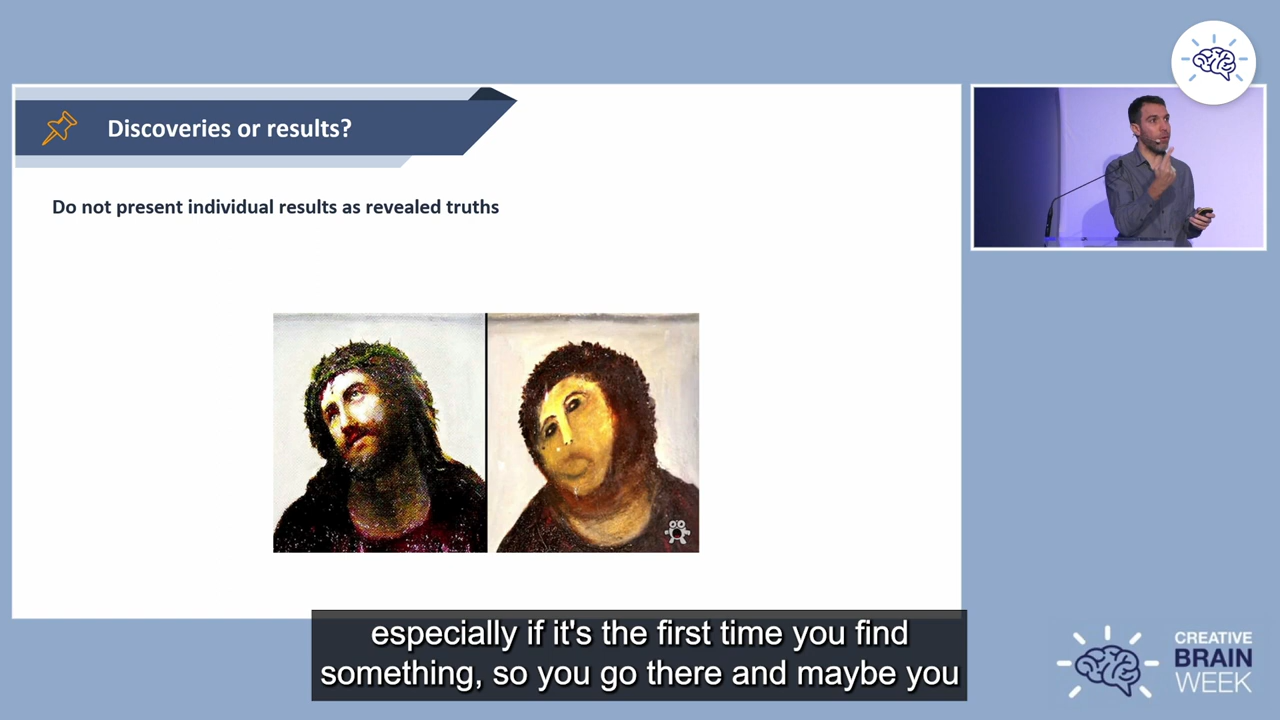 Discoveries or results?
Do not present individual results as revealed truths
especially if it's the first time you find
something, so you go there and maybe you
CREATIVE
BRAIN
WEEK